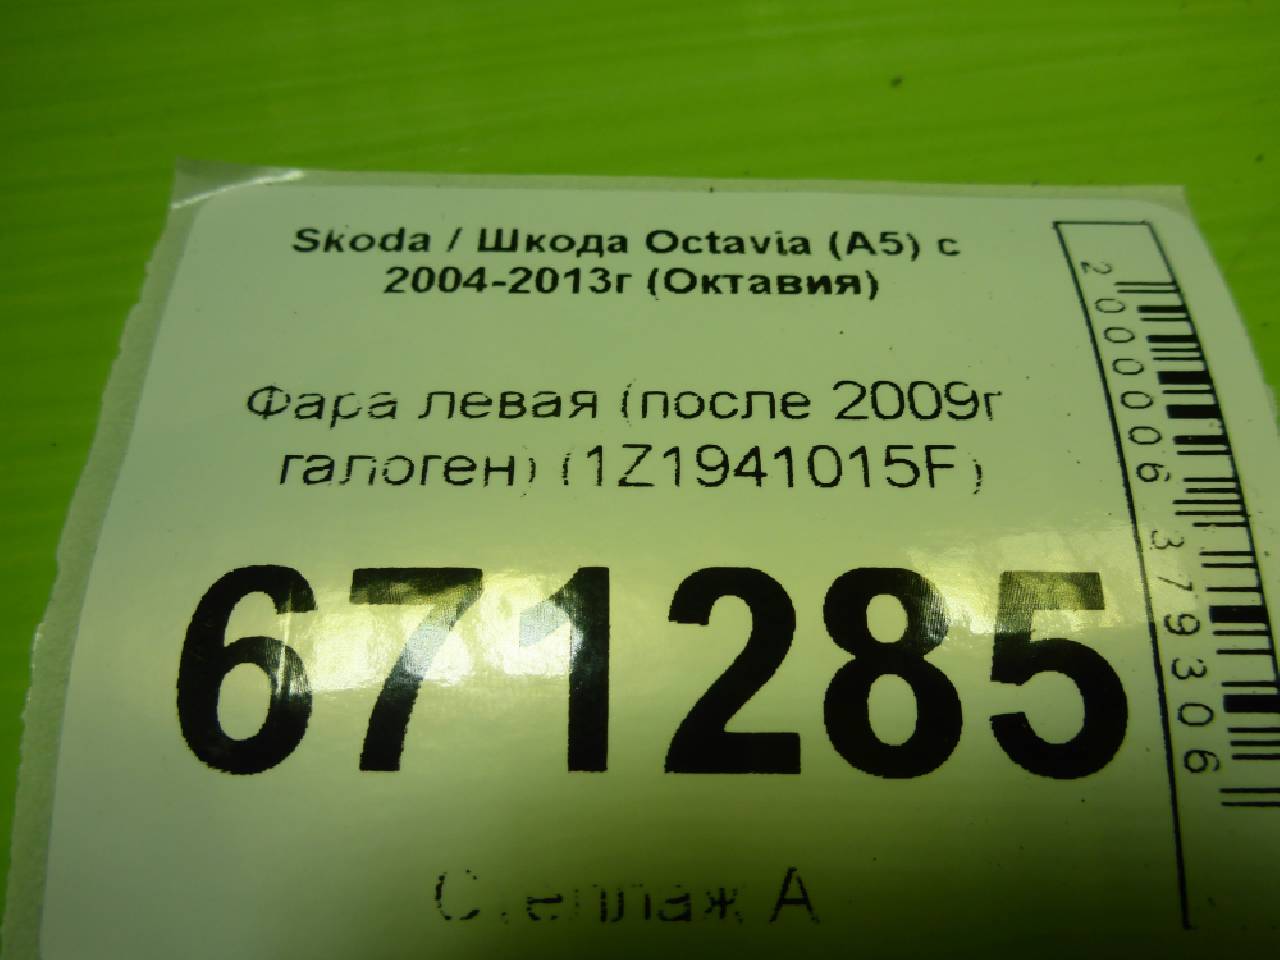 Skoda / Шкода Octavia (A5) с
2004-2013г (Октавия)
Фара левая (после 2009г
галоген) (1Z1941015F)
671285
Стеллаж А
2000006379306